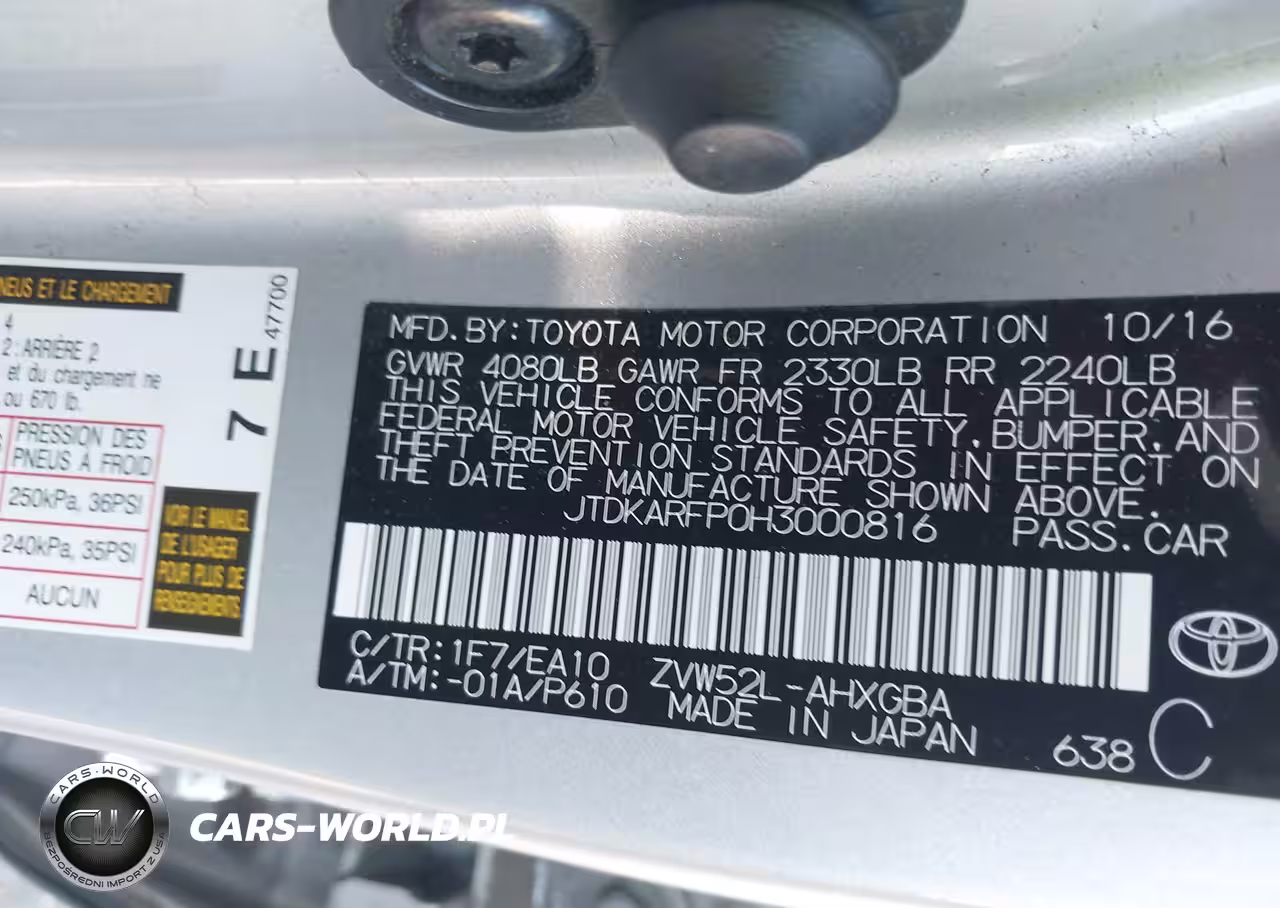 NEUS ET LE CHARGEMENT
4
2 : ARRIÈRE 2
et du chargement ne
ou 670 lb.
PRESSION DES
PNEUS À FROID
250kPa, 36PSI
240kPa, 35PSI
AUCUN
7 E 47700
VOIR LE MANUEL
DE L'USAGER
POUR PLUS DE
RENSEIGNEMENTS
MFD. BY: TOYOTA MOTOR CORPORATION 10/16
GVWR 4080LB GAWR FR 2330LB RR 2240LB
THIS VEHICLE CONFORMS TO ALL APPLICABLE
FEDERAL MOTOR VEHICLE SAFETY, BUMPER, AND
THEFT PREVENTION STANDARDS IN EFFECT ON
THE DATE OF MANUFACTURE SHOWN ABOVE.
JTDKARFP0H3000816 PASS. CAR
C/TR: 1F7/EA10 ZVW52L-AHXGBA
A/TM: -01A/P610 MADE IN JAPAN
638 C
CARS-WORLD
CW
BEZPOŚREDNI IMPORT Z USA
CARS-WORLD.PL